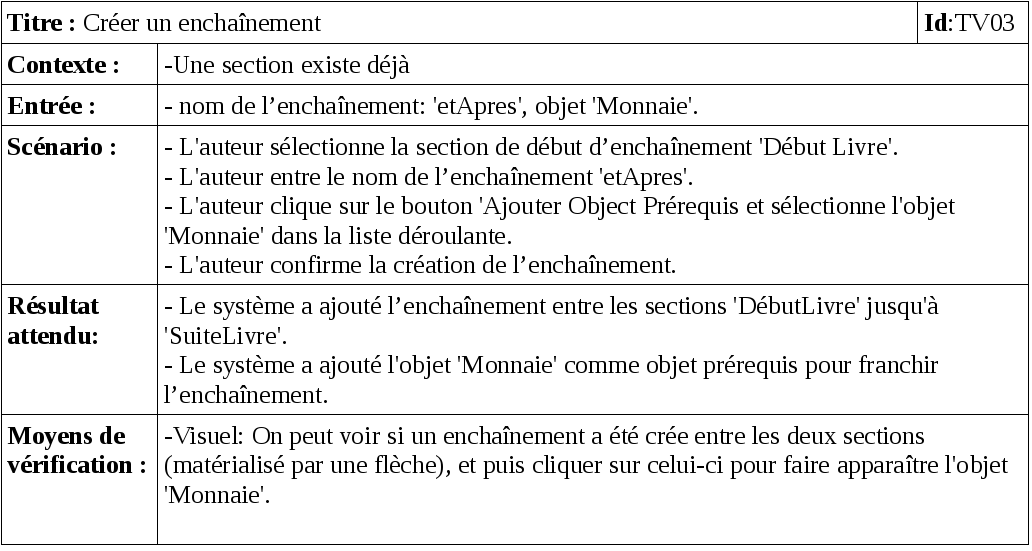 Titre : Créer un enchaînement Id:TV03
Contexte : -Une section existe déjà
Entrée : - nom de l’enchaînement: 'etApres', objet 'Monnaie'.
Scénario : - L'auteur sélectionne la section de début d’enchaînement 'Début Livre'.
- L'auteur entre le nom de l’enchaînement 'etApres'.
- L'auteur clique sur le bouton 'Ajouter Object Prérequis et sélectionne l'objet
'Monnaie' dans la liste déroulante.
- L'auteur confirme la création de l’enchaînement.
Résultat - Le système a ajouté l’enchaînement entre les sections 'DébutLivre' jusqu'à
attendu: 'SuiteLivre'.
- Le système a ajouté l'objet 'Monnaie' comme objet prérequis pour franchir
l’enchaînement.
Moyens de -Visuel: On peut voir si un enchaînement a été crée entre les deux sections
vérification : (matérialisé par une flèche), et puis cliquer sur celui-ci pour faire apparaître l'objet
'Monnaie'.